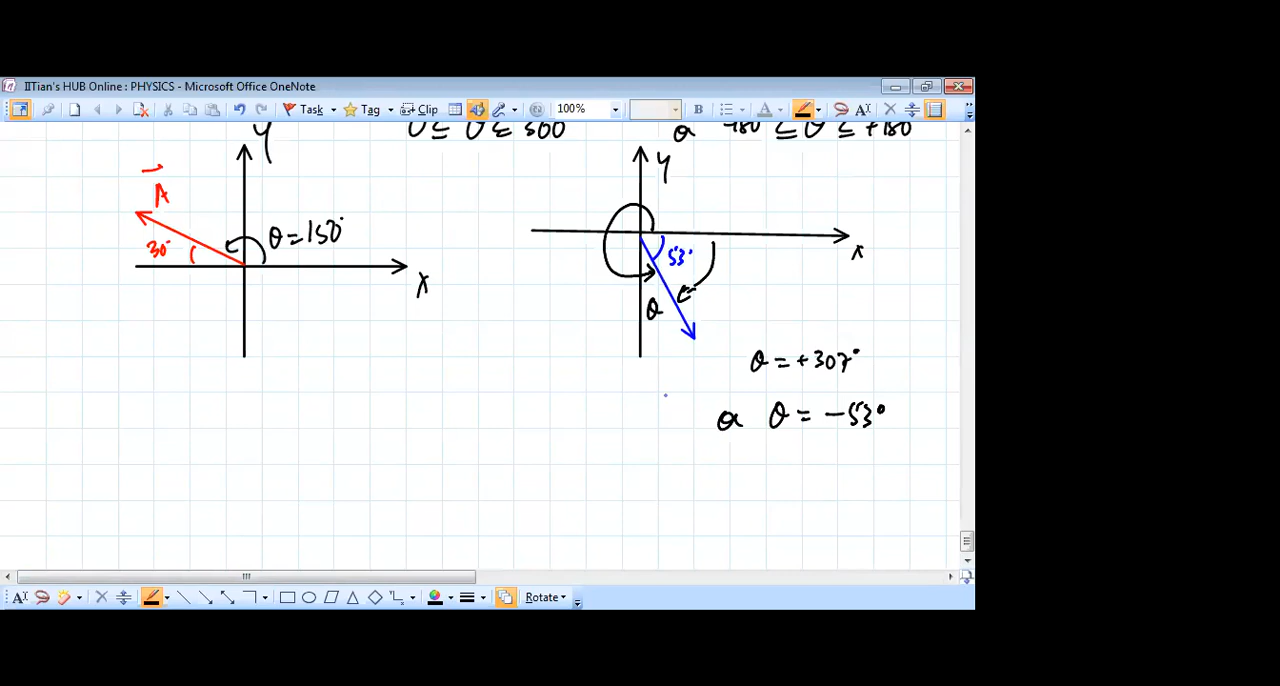 IITian's HUB Online : PHYSICS - Microsoft Office OneNote
Task Tag Clip 100% B A
Y
A
30°
θ = 150°
X
Y
53°
X
θ
θ = +307°
or θ = -53°
Rotate